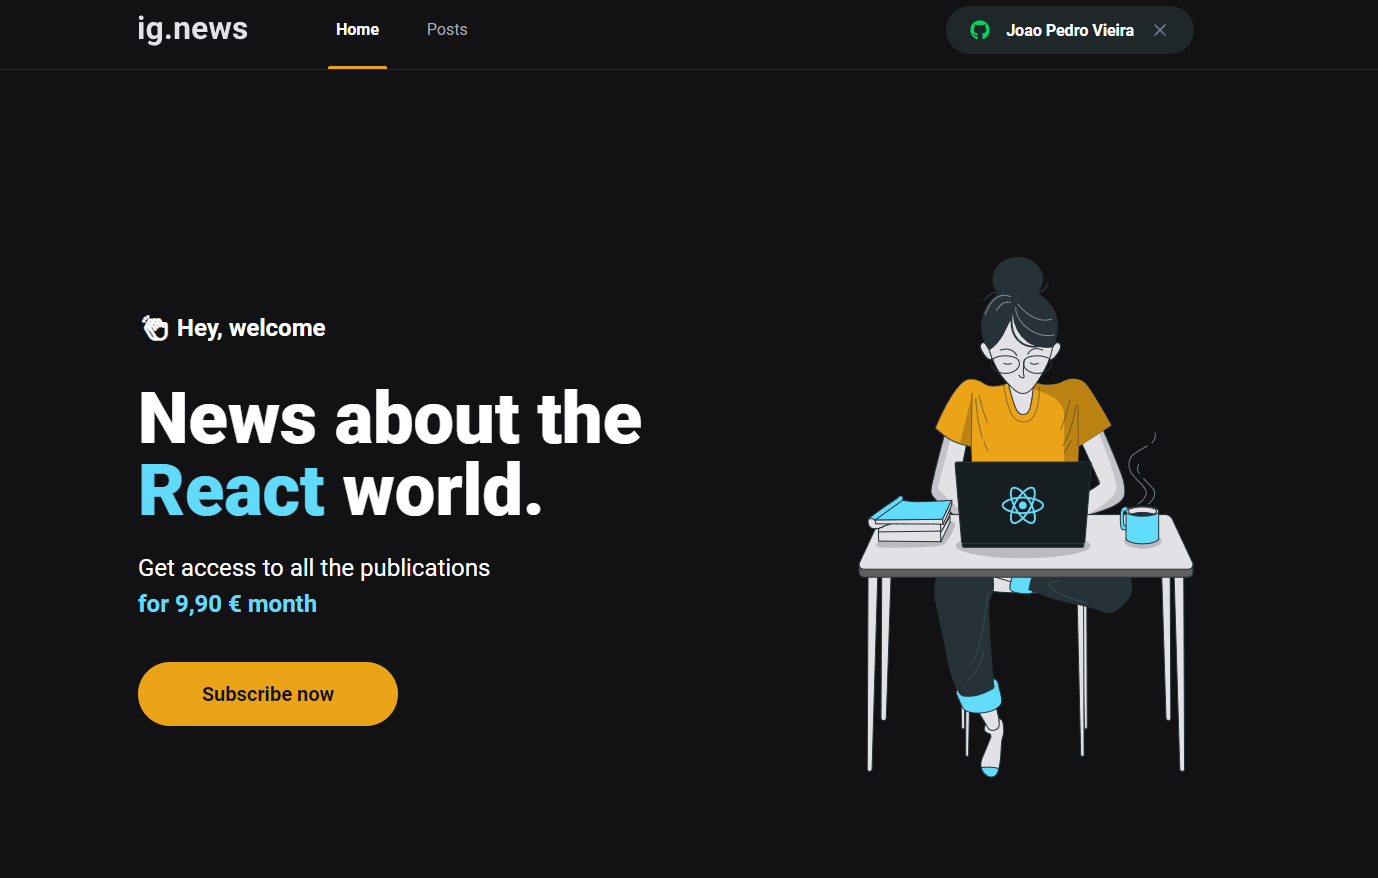 ig.news
Home
Posts
Joao Pedro Vieira
👏 Hey, welcome
News about the
React world.
Get access to all the publications
for 9,90 € month
Subscribe now